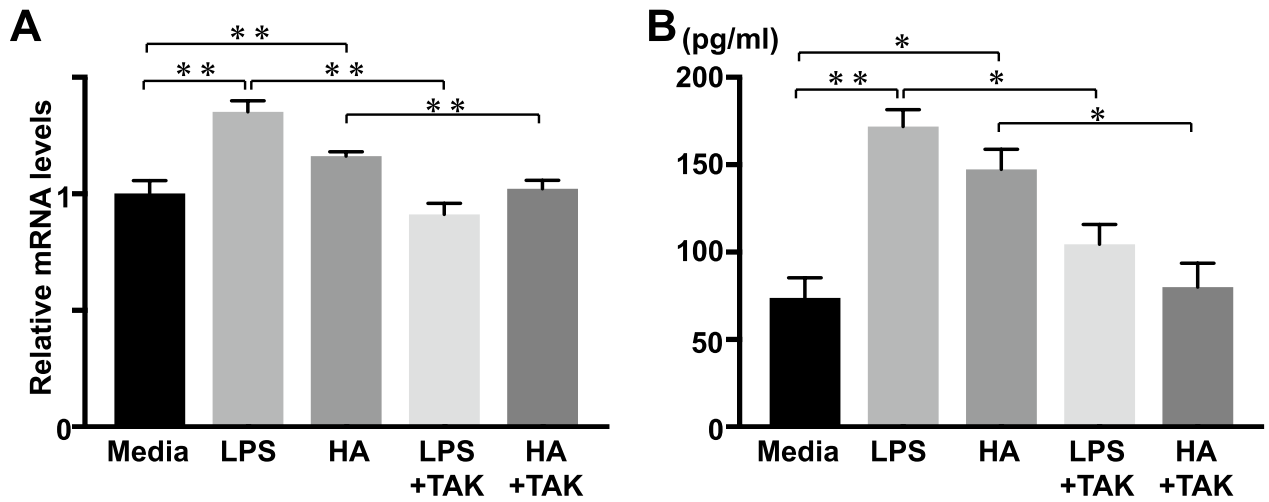 A
* *
* *
* *
* *
Relative mRNA levels
1
0
Media
LPS
HA
LPS
+TAK
HA
+TAK
B
(pg/ml)
*
* *
*
*
200
150
100
50
0
Media
LPS
HA
LPS
+TAK
HA
+TAK